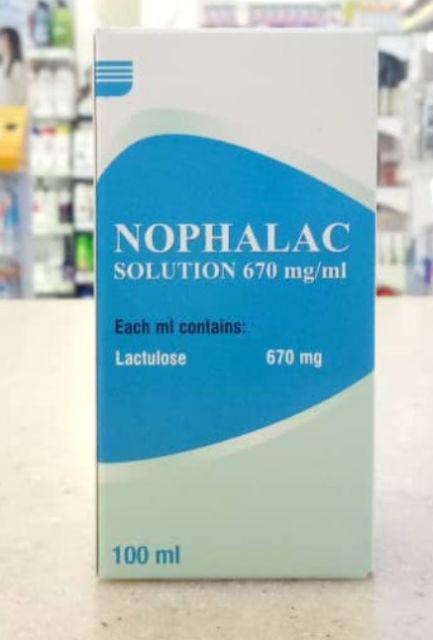 NOPHALAC
SOLUTION 670 mg/ml
Each ml contains:
Lactulose 670 mg
100 ml